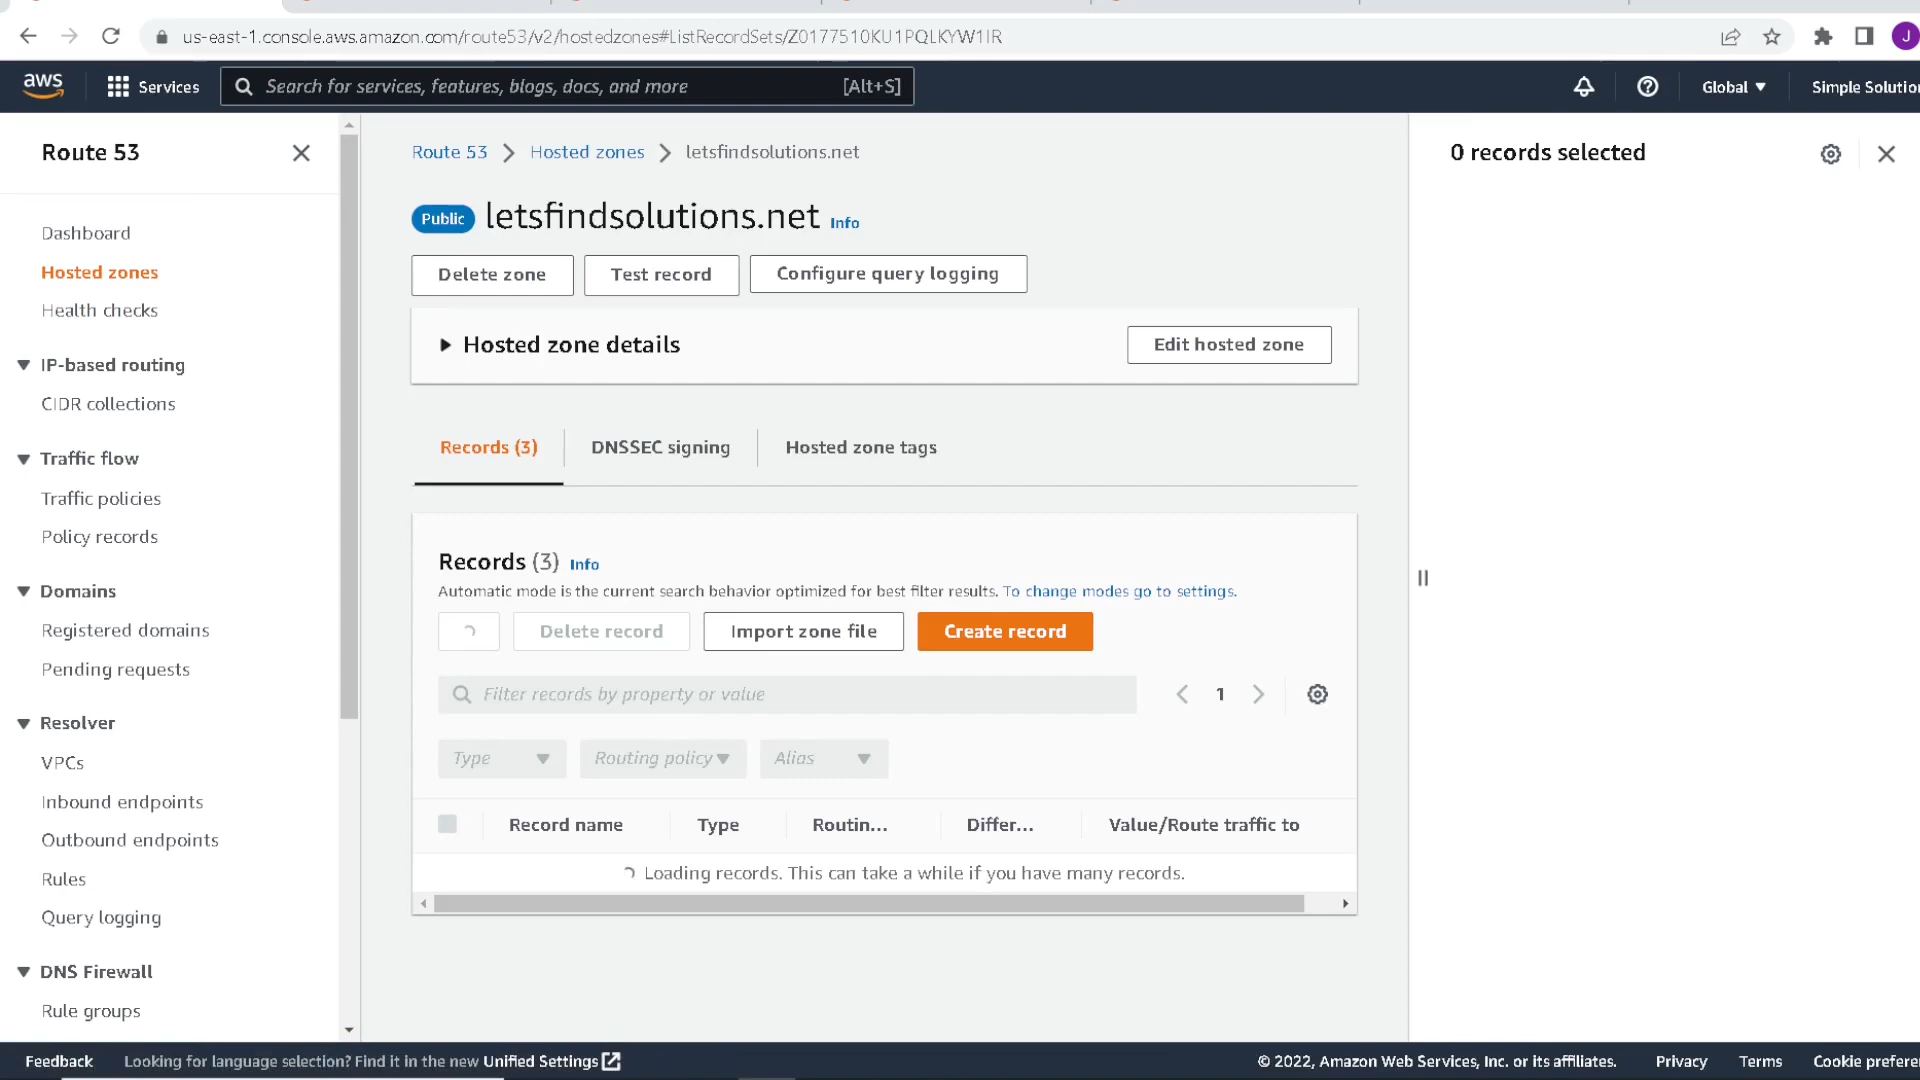 us-east-1.console.aws.amazon.com/route53/v2/hostedzones#ListRecordSets/Z0177510KU1PQLKYW1IR
J
aws
Services
Search for services, features, blogs, docs, and more
[Alt+S]
Global
Simple Solutio
Route 53
Dashboard
Hosted zones
Health checks
IP-based routing
CIDR collections
Traffic flow
Traffic policies
Policy records
Domains
Registered domains
Pending requests
Resolver
VPCs
Inbound endpoints
Outbound endpoints
Rules
Query logging
DNS Firewall
Rule groups
Route 53 > Hosted zones > letsfindsolutions.net
Public letsfindsolutions.net Info
Delete zone
Test record
Configure query logging
Hosted zone details
Edit hosted zone
Records (3)
DNSSEC signing
Hosted zone tags
Records (3) Info
Automatic mode is the current search behavior optimized for best filter results. To change modes go to settings.
Delete record
Import zone file
Create record
Filter records by property or value
1
Type
Routing policy
Alias
Record name
Type
Routin...
Differ...
Value/Route traffic to
Loading records. This can take a while if you have many records.
0 records selected
Feedback
Looking for language selection? Find it in the new Unified Settings
© 2022, Amazon Web Services, Inc. or its affiliates.
Privacy
Terms
Cookie prefere